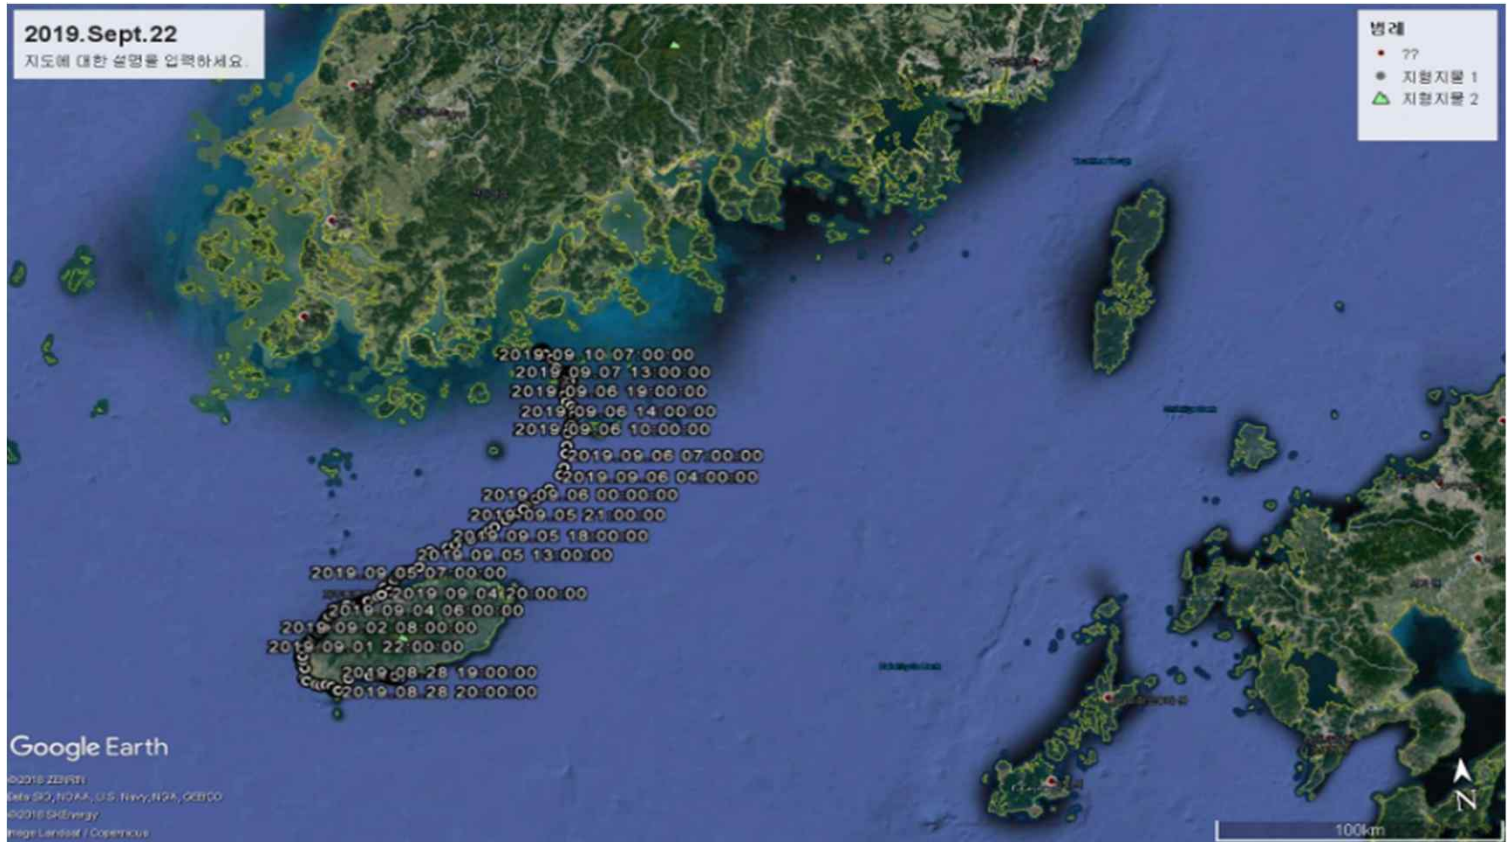 2019.Sept.22
지도에 대한 설명을 입력하세요.
범례
??
지형지물 1
지형지물 2
2019.09.10 07:00:00
2019.09.07 13:00:00
2019.09.06 19:00:00
2019.09.06 14:00:00
2019.09.06 10:00:00
2019.09.06 07:00:00
2019.09.06 04:00:00
2019.09.06 00:00:00
2019.09.05 21:00:00
2019.09.05 18:00:00
2019.09.05 13:00:00
2019.09.05 07:00:00
2019.09.04 20:00:00
2019.09.04 06:00:00
2019.09.02 08:00:00
2019.09.01 22:00:00
2019.08.28 19:00:00
2019.08.28 20:00:00
Google Earth
©2018 ZENRIN
Data SIO, NOAA, U.S. Navy, NGA, GEBCO
©2018 SKEnergy
Image Landsat / Copernicus
N
100km